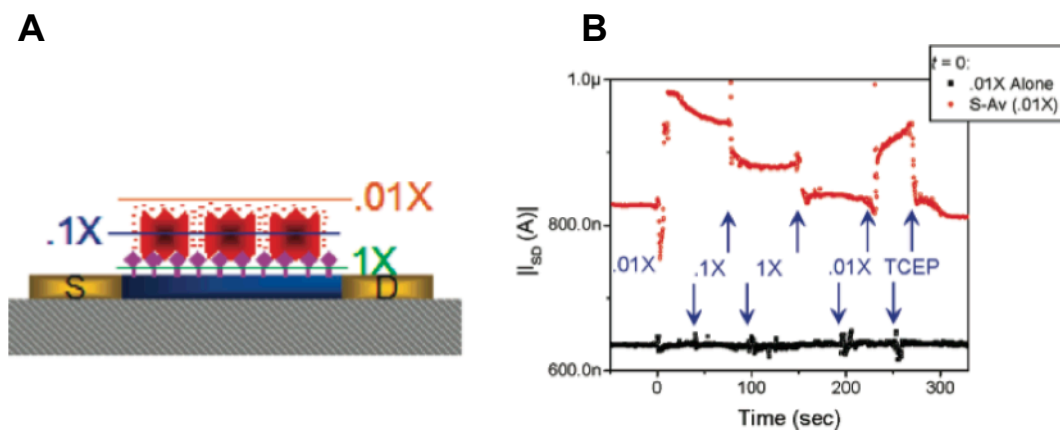 A
B
.01X
.1X
1X
S
D
t = 0:
.01X Alone
S-Av (.01X)
1.0μ
800.0n
600.0n
|I_SD (A)|
.01X
.1X
1X
.01X
TCEP
0
100
200
300
Time (sec)